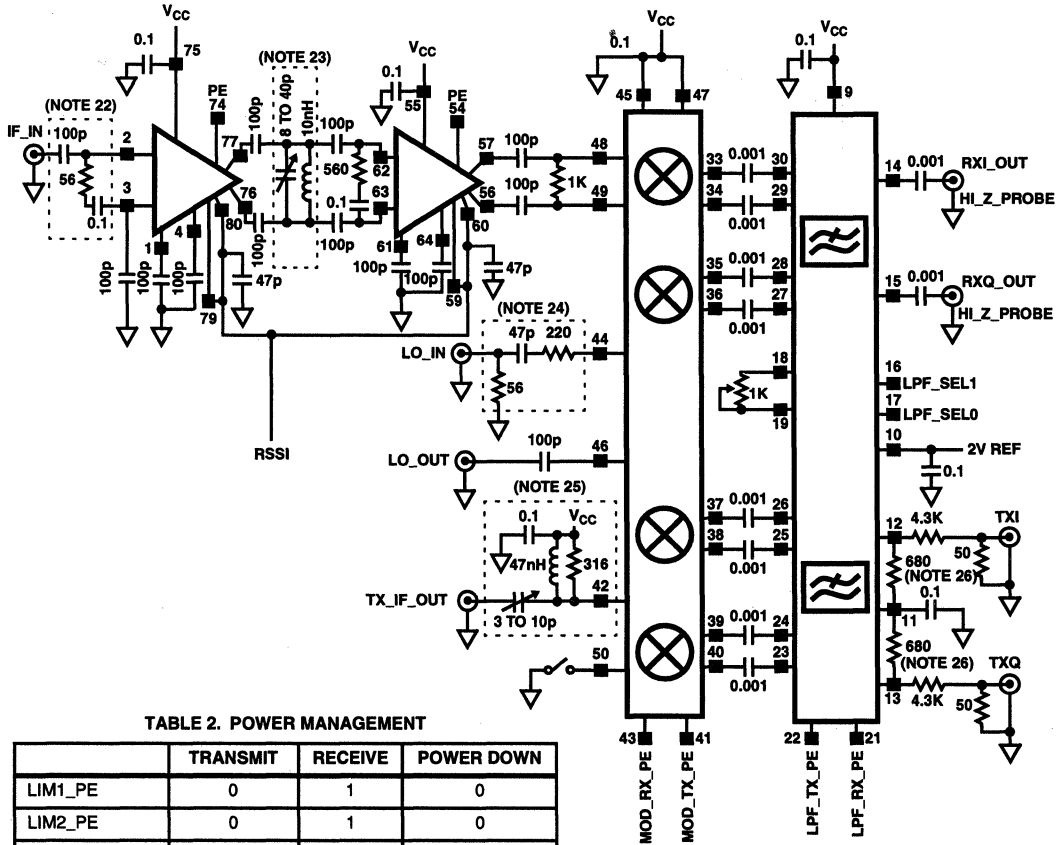 VCC
0.1
75
(NOTE 22)
IF_IN
100p
2
56
3
0.1
PE
74
77
100p
76
80
1
4
100p
100p
100p
79
47p
100p
(NOTE 23)
8 TO 40p
10nH
100p
560
0.1
100p
VCC
0.1
55
PE
54
62
63
57
100p
56
100p
60
1K
48
49
61
64
100p
100p
59
47p
RSSI
(NOTE 24)
LO_IN
47p
220
44
56
LO_OUT
100p
46
(NOTE 25)
0.1
VCC
47nH
316
TX_IF_OUT
42
3 TO 10p
50
VCC
0.1
45
47
33
0.001
30
34
29
0.001
35
0.001
28
36
27
0.001
18
1K
19
37
0.001
26
38
25
0.001
39
0.001
24
40
23
0.001
43
41
MOD_RX_PE
MOD_TX_PE
VCC
0.1
9
14
0.001
RXI_OUT
HI_Z_PROBE
15
0.001
RXQ_OUT
HI_Z_PROBE
16
LPF_SEL1
17
LPF_SEL0
10
2V REF
0.1
12
4.3K
TXI
50
680
(NOTE 26)
0.1
11
680
(NOTE 26)
TXQ
13
4.3K
50
22
21
LPF_TX_PE
LPF_RX_PE
TABLE 2. POWER MANAGEMENT
TRANSMIT RECEIVE POWER DOWN
LIM1_PE 0 1 0
LIM2_PE 0 1 0